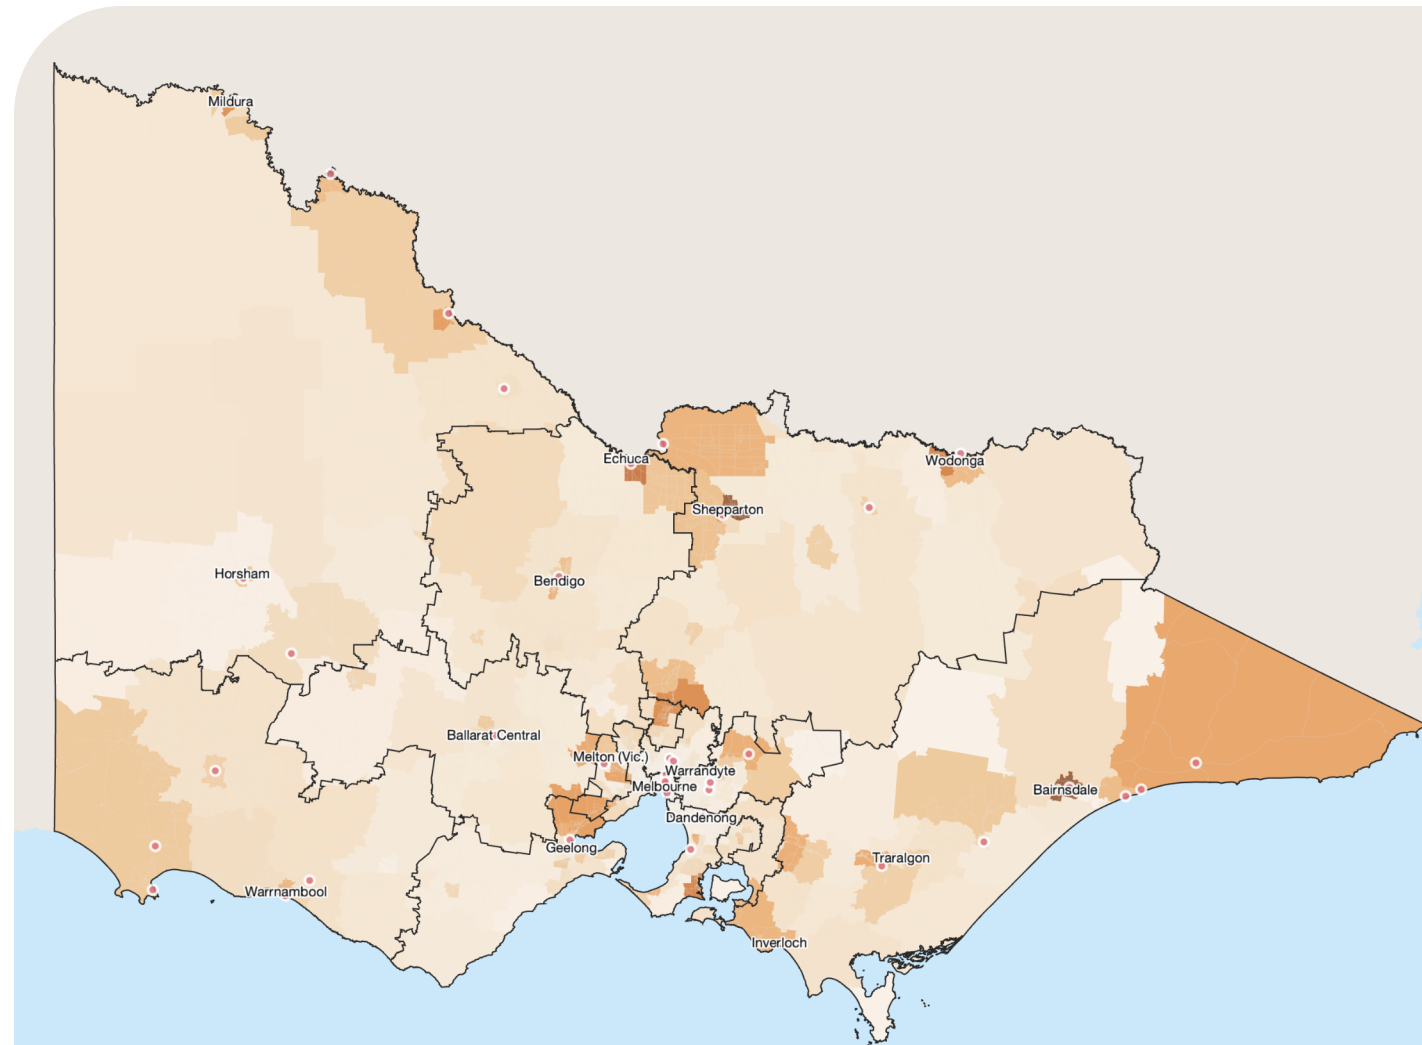 Mildura
Echuca
Wodonga
Shepparton
Horsham
Bendigo
Ballarat Central
Melton (Vic.)
Warrandyte
Melbourne
Bairnsdale
Dandenong
Geelong
Traralgon
Warrnambool
Inverloch